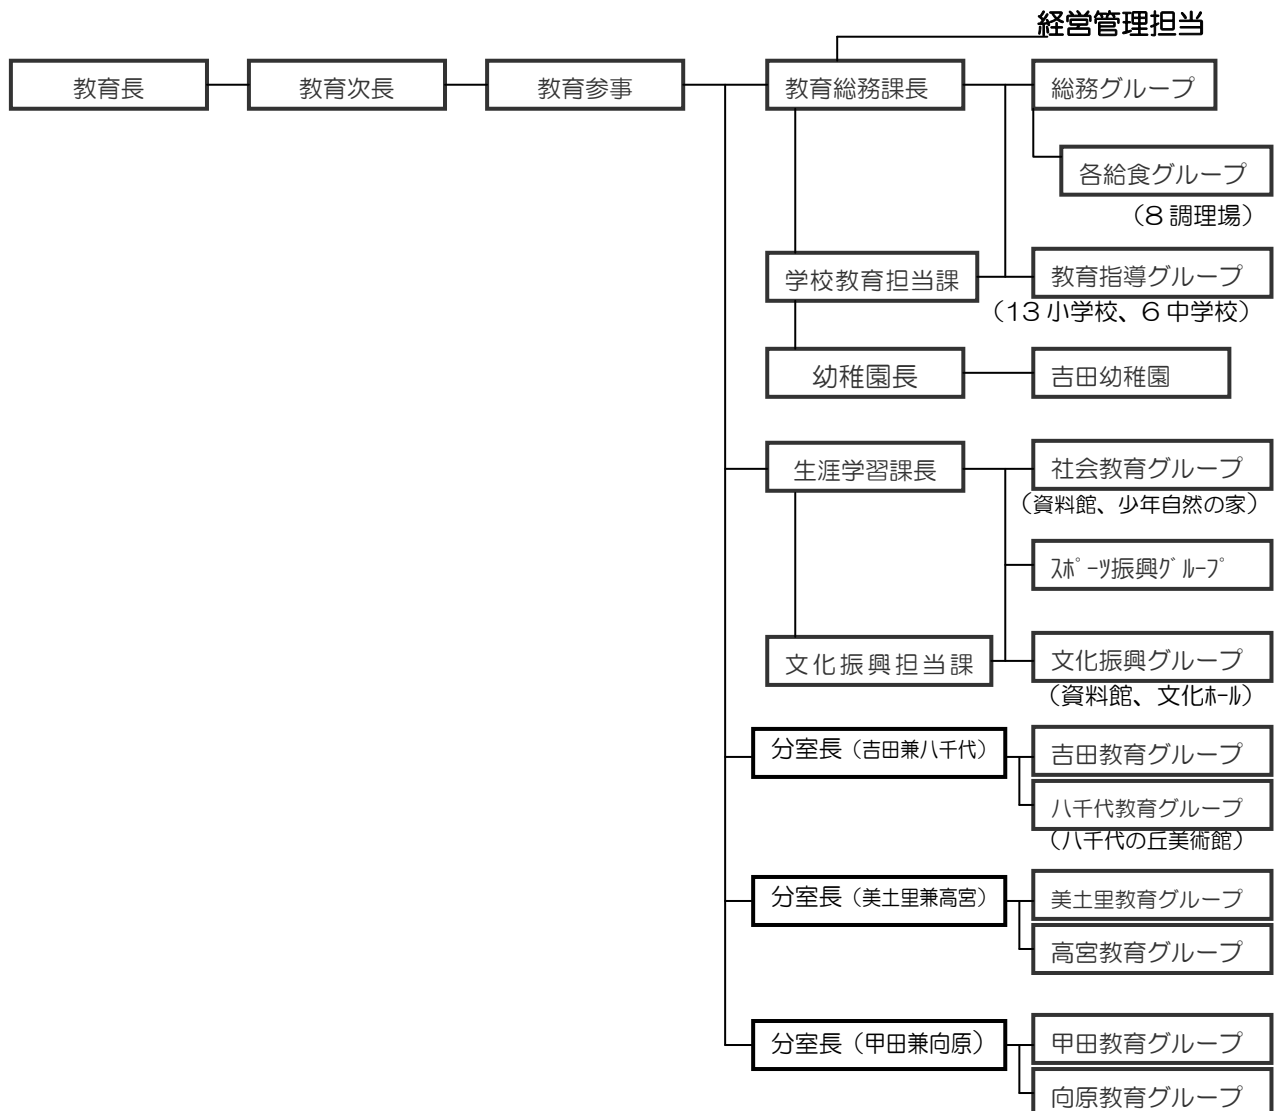 経営管理担当
教育長
教育次長
教育参事
教育総務課長
総務グループ
各給食グループ
（8調理場）
学校教育担当課
教育指導グループ
（13小学校、6中学校）
幼稚園長
吉田幼稚園
生涯学習課長
社会教育グループ
（資料館、少年自然の家）
ｽﾎﾟｰﾂ振興ｸﾞﾙｰﾌﾟ
文化振興担当課
文化振興グループ
（資料館、文化ﾎｰﾙ）
分室長（吉田兼八千代）
吉田教育グループ
八千代教育グループ
（八千代の丘美術館）
分室長（美土里兼高宮）
美土里教育グループ
高宮教育グループ
分室長（甲田兼向原）
甲田教育グループ
向原教育グループ